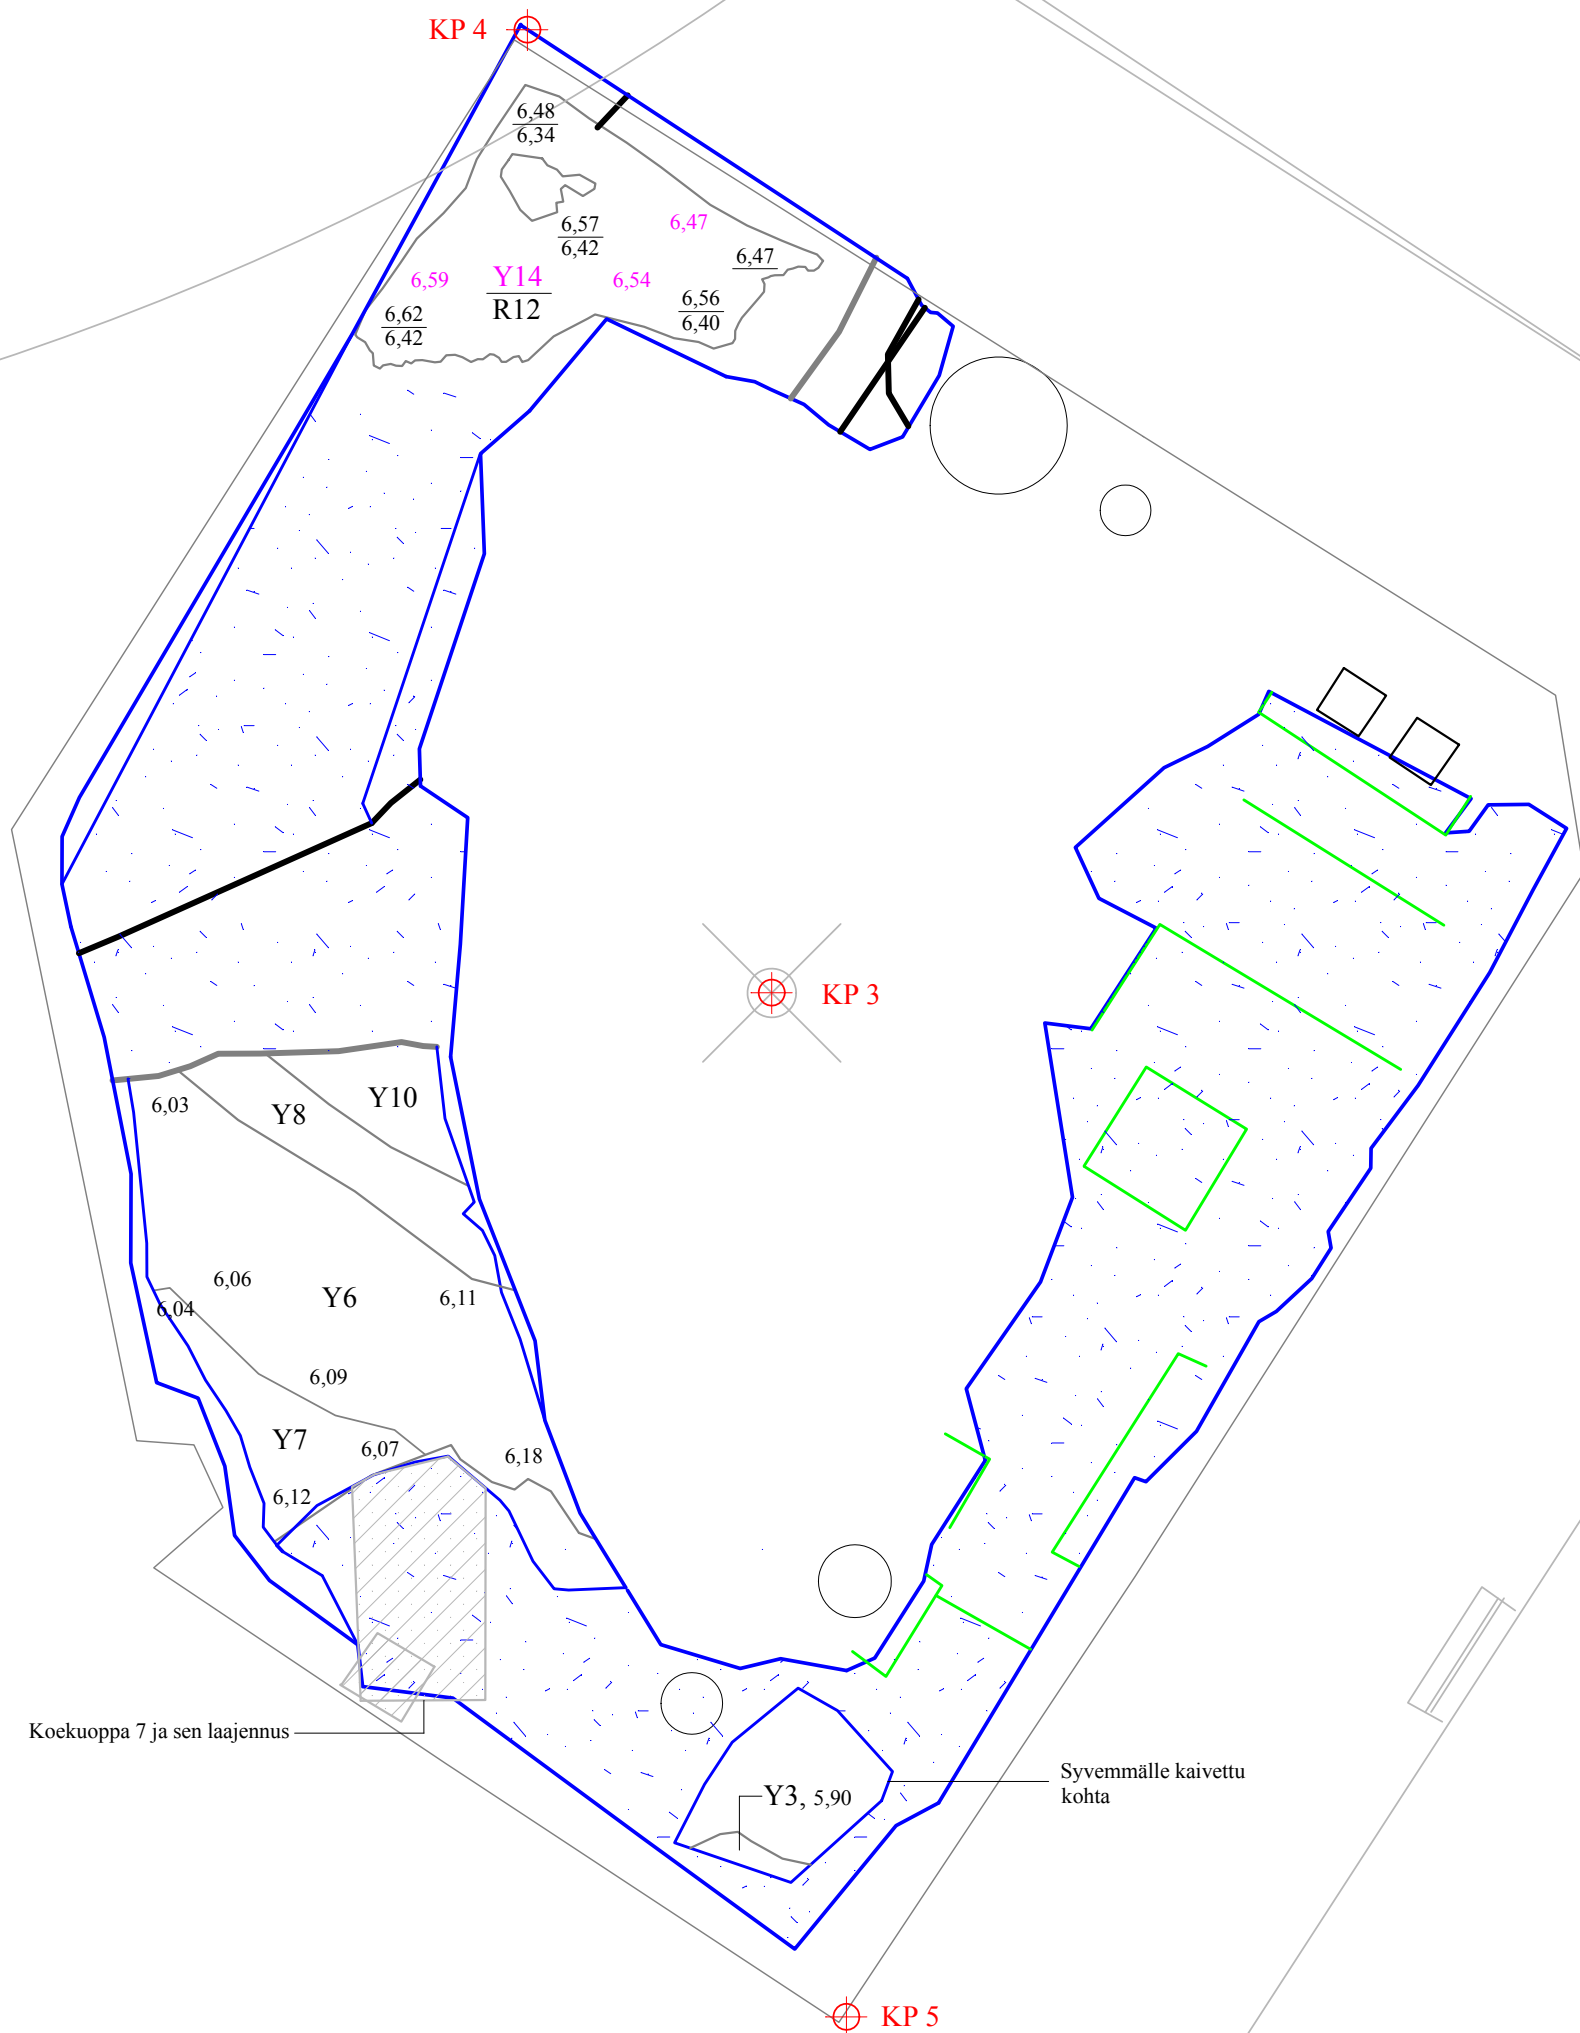 KP 4
6,48
6,34
6,57
6,42
6,47
6,47
6,59
Y14
R12
6,54
6,56
6,40
6,62
6,42
KP 3
6,03
Y8
Y10
6,06
6,04
Y6
6,11
6,09
Y7
6,07
6,18
6,12
Koekuoppa 7 ja sen laajennus
Y3, 5,90
Syvemmälle kaivettu
kohta
KP 5